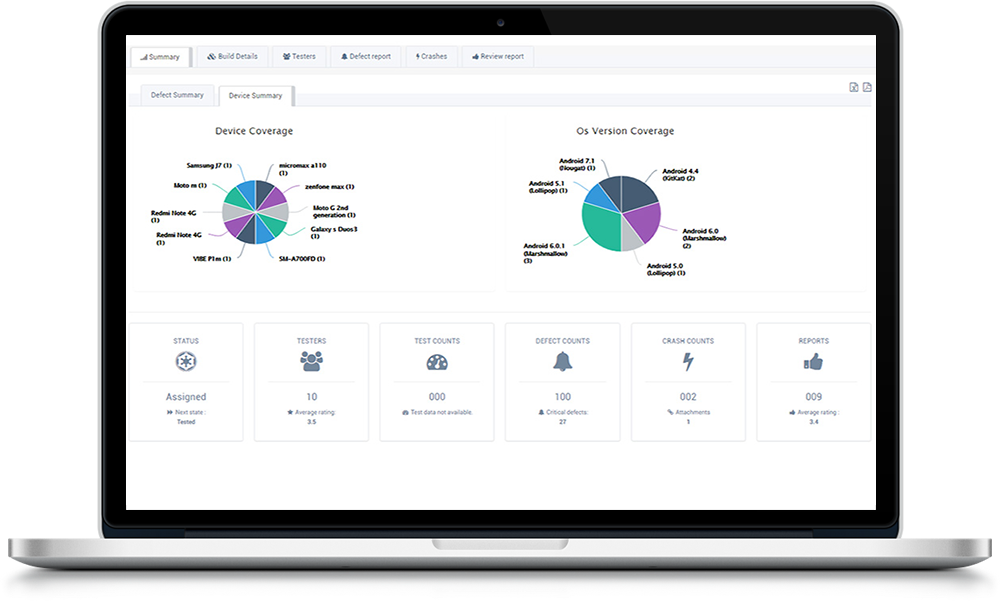 Summary
Build Details
Testers
Defect report
Crashes
Review report
Defect Summary
Device Summary
Device Coverage
Samsung J7 (1)
micromax a110
(1)
Moto m (1)
zenfone max (1)
Redmi Note 4G
(1)
Moto G 2nd
generation (1)
Redmi Note 4G
(1)
Galaxy s Duos3
(1)
VIBE P1m (1)
SM-A700FD (1)
Os Version Coverage
Android 7.1
(Nougat) (1)
Android 4.4
(KitKat) (2)
Android 5.1
(Lollipop) (1)
Android 6.0
(Marshmallow)
(2)
Android 6.0.1
(Marshmallow)
(3)
Android 5.0
(Lollipop) (1)
STATUS
Assigned
Next state :
Tested
TESTERS
10
Average rating:
3.5
TEST COUNTS
000
Test data not available.
DEFECT COUNTS
100
Critical defects:
27
CRASH COUNTS
002
Attachments
1
REPORTS
009
Average rating :
3.4